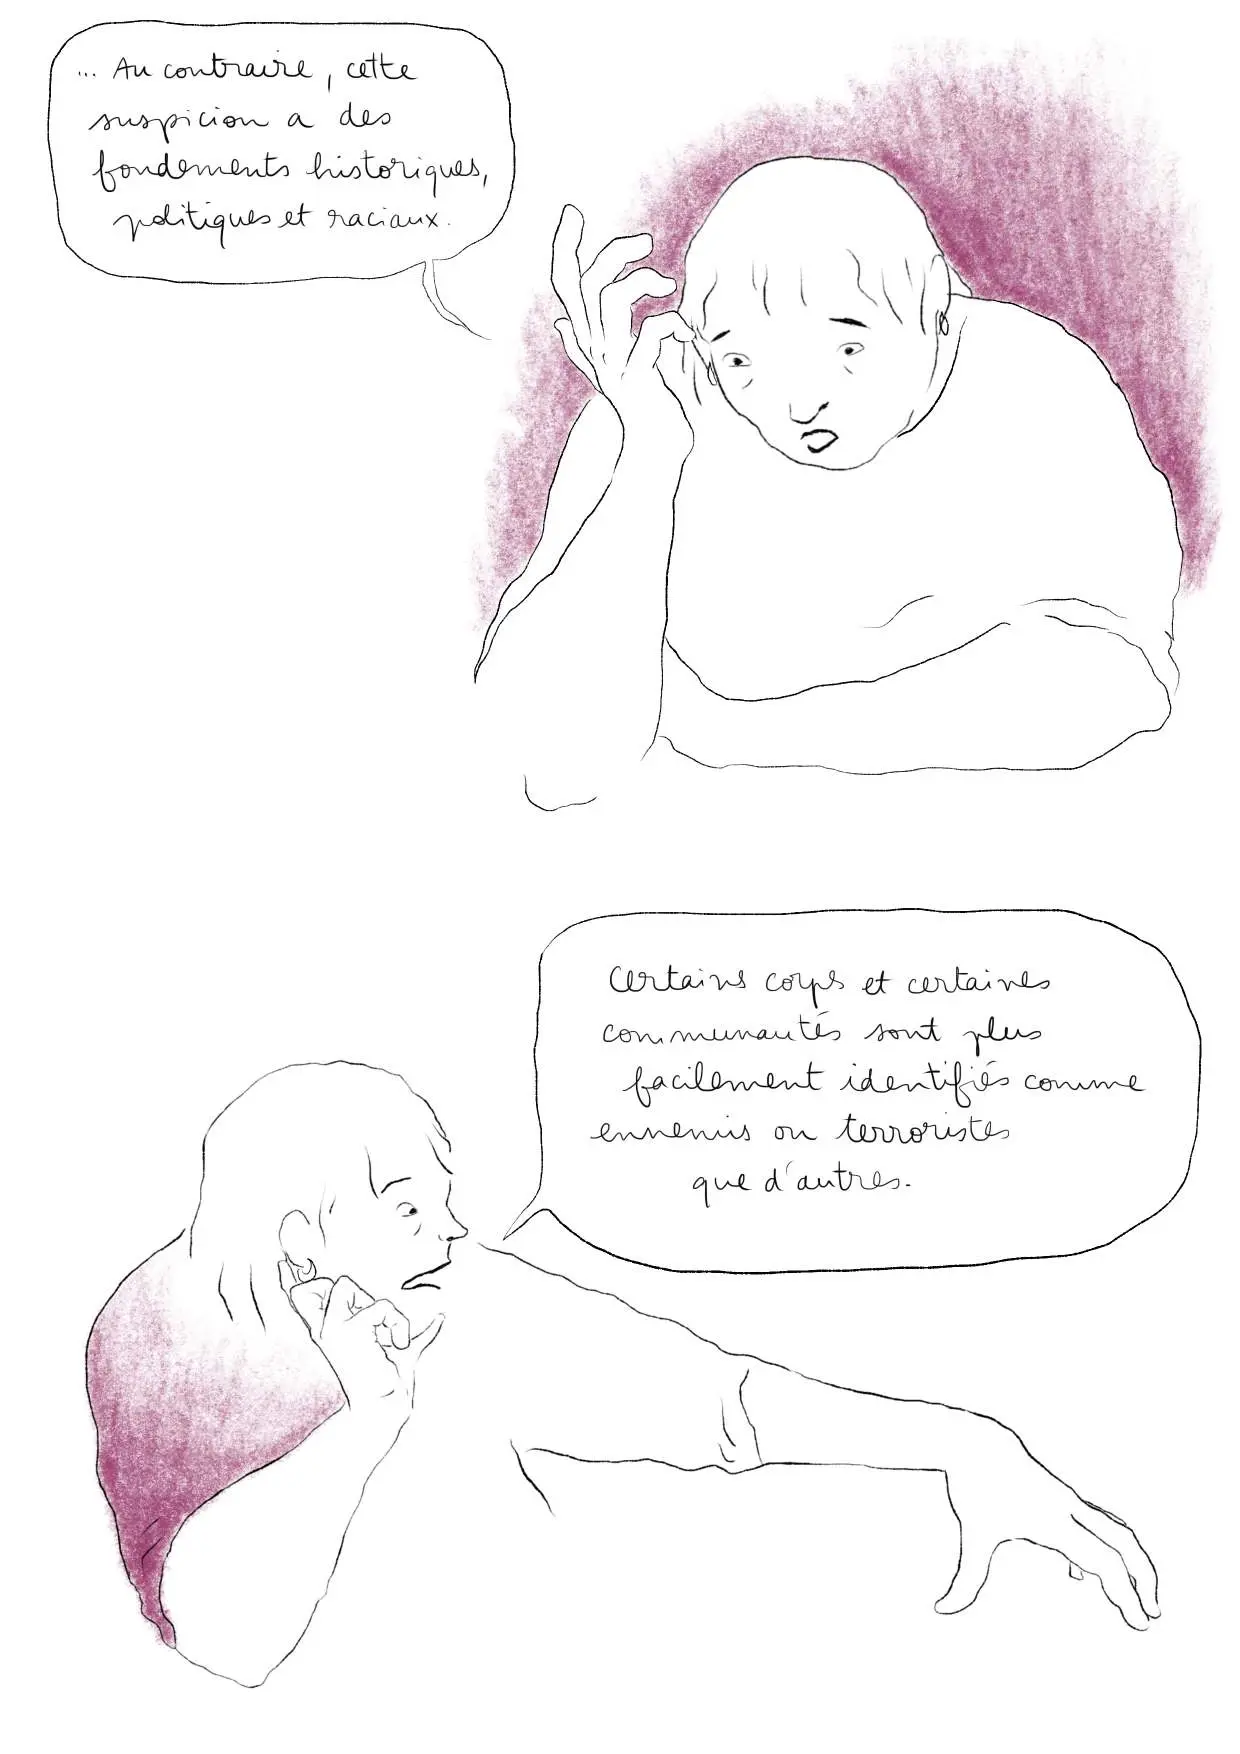 ... Au contraire, cette
suspicion a des
fondements historiques,
politiques et raciaux.
Certains corps et certaines
communautés sont plus
facilement identifiés comme
ennemis ou terroristes
que d'autres.